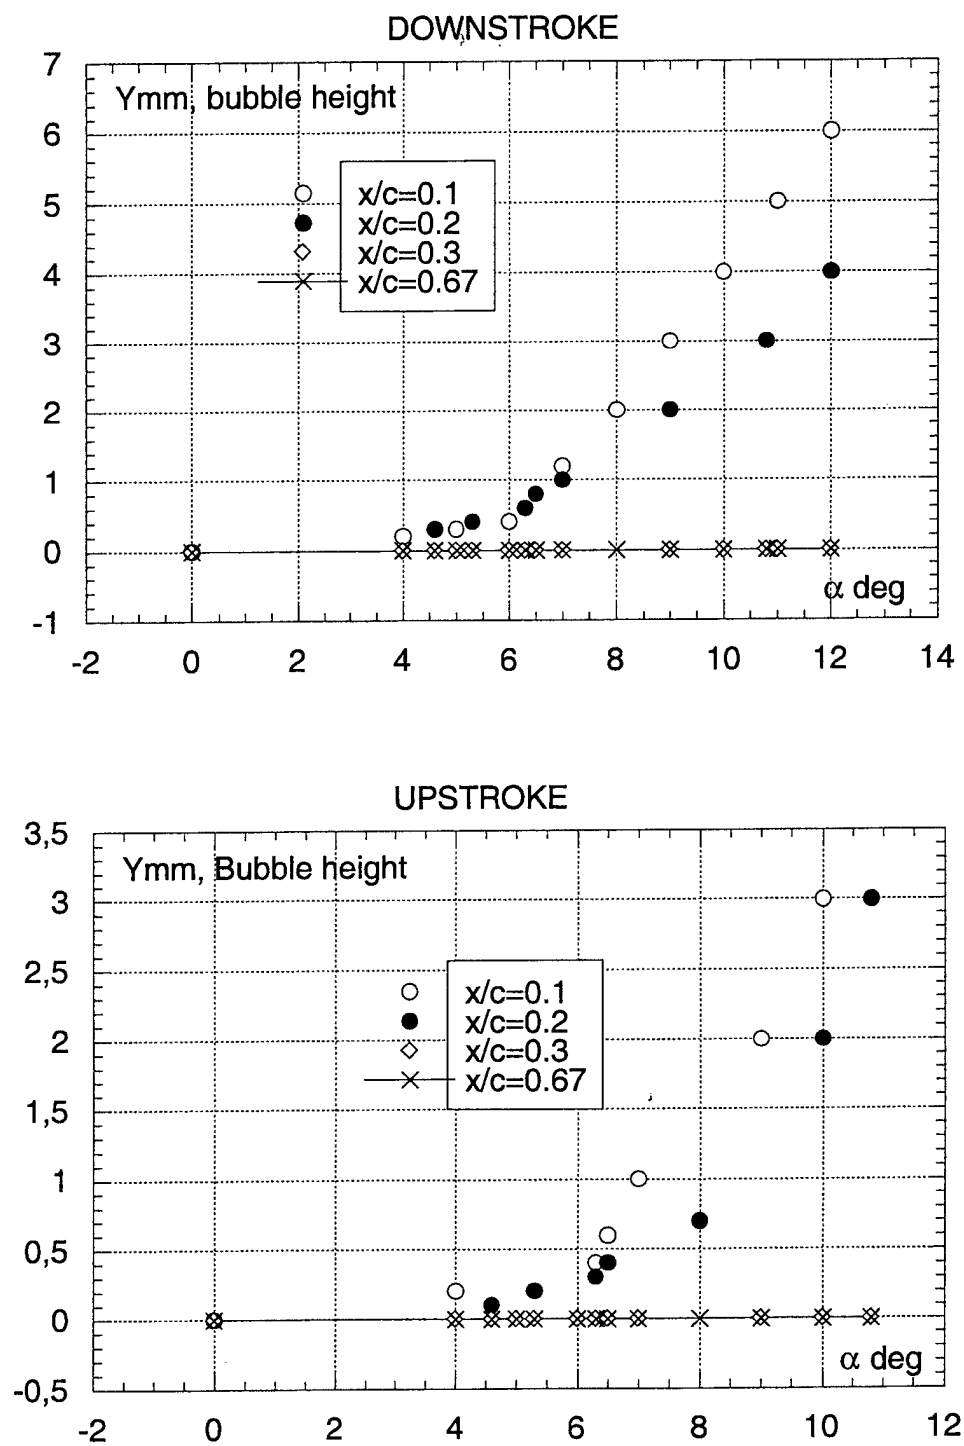 DOWNSTROKE
7
Ymm, bubble height
6
x/c=0.1
5
x/c=0.2
x/c=0.3
4
x/c=0.67
3
2
1
0
α deg
-1
-2 0 2 4 6 8 10 12 14
UPSTROKE
3,5
Ymm, Bubble height
3
2,5
x/c=0.1
x/c=0.2
2
x/c=0.3
x/c=0.67
1,5
1
0,5
0
α deg
-0,5
-2 0 2 4 6 8 10 12